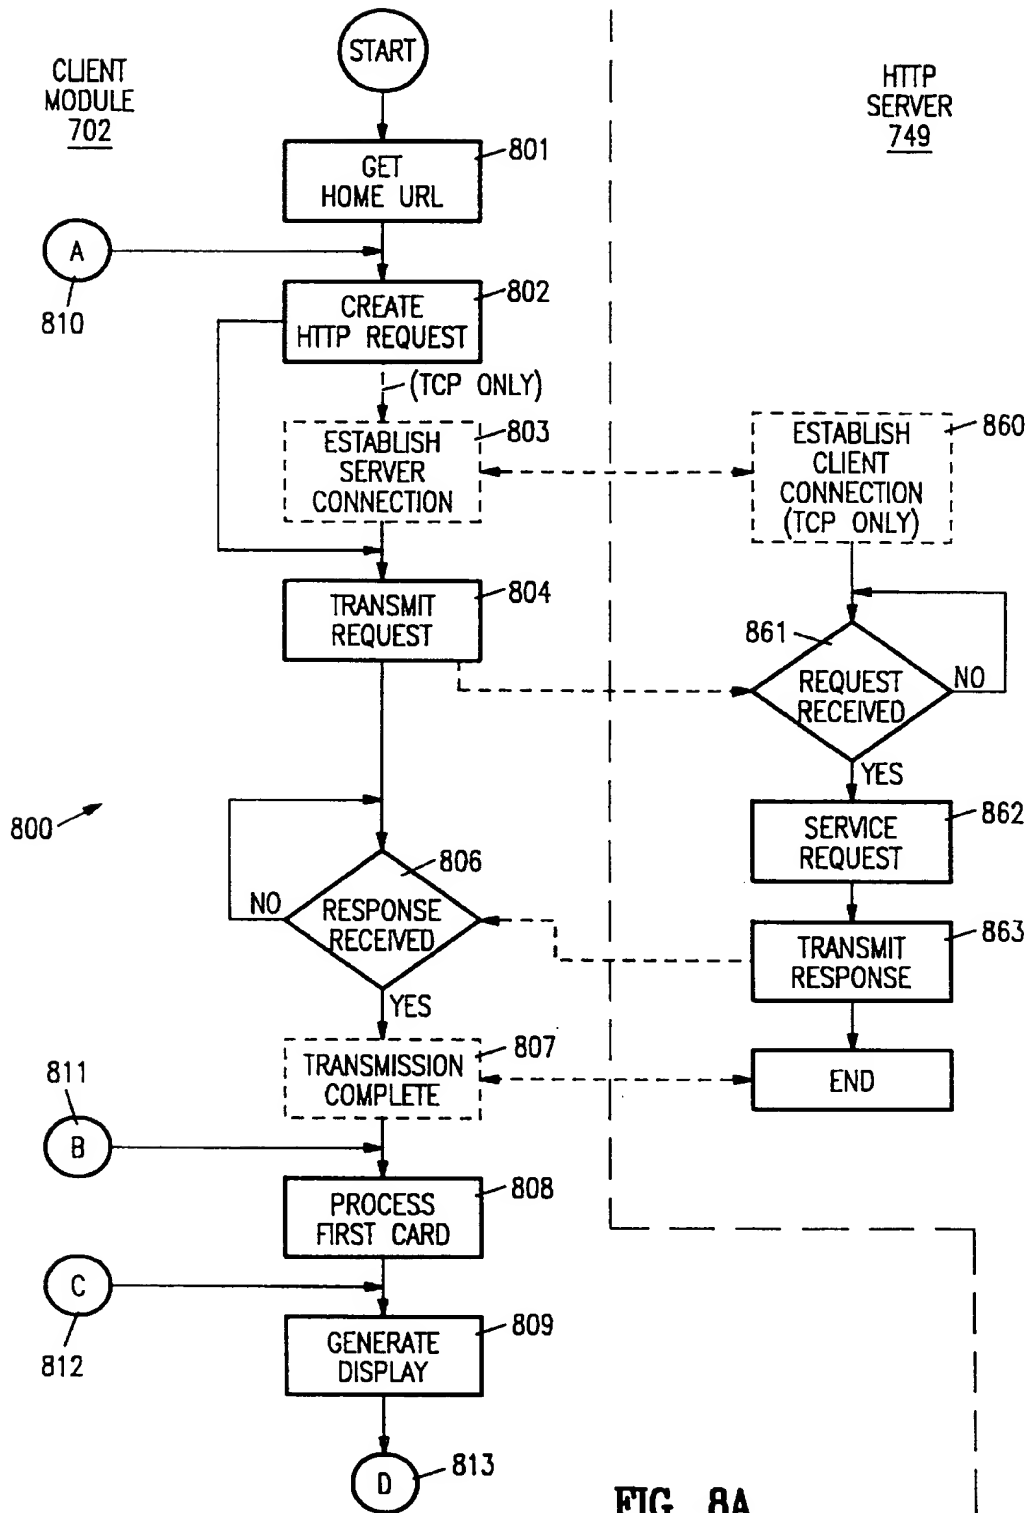 START
CLIENT
MODULE
702
HTTP
SERVER
749
801
GET
HOME URL
A
810
802
CREATE
HTTP REQUEST
(TCP ONLY)
803
ESTABLISH
SERVER
CONNECTION
860
ESTABLISH
CLIENT
CONNECTION
(TCP ONLY)
804
TRANSMIT
REQUEST
861
REQUEST
RECEIVED
NO
YES
800
862
SERVICE
REQUEST
806
RESPONSE
RECEIVED
NO
YES
863
TRANSMIT
RESPONSE
807
TRANSMISSION
COMPLETE
END
811
B
808
PROCESS
FIRST CARD
C
812
809
GENERATE
DISPLAY
D
813
FIG. 8A